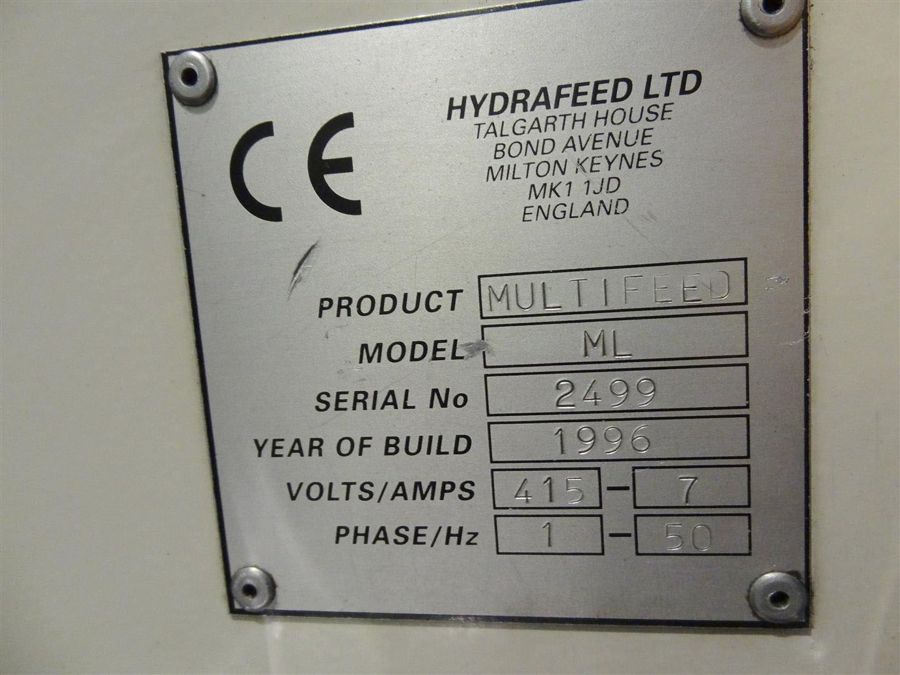 CE
HYDRAFEED LTD
TALGARTH HOUSE
BOND AVENUE
MILTON KEYNES
MK1 1JD
ENGLAND
PRODUCT MULTIFEED
MODEL ML
SERIAL No 2499
YEAR OF BUILD 1996
VOLTS/AMPS 415 - 7
PHASE/Hz 1 - 50